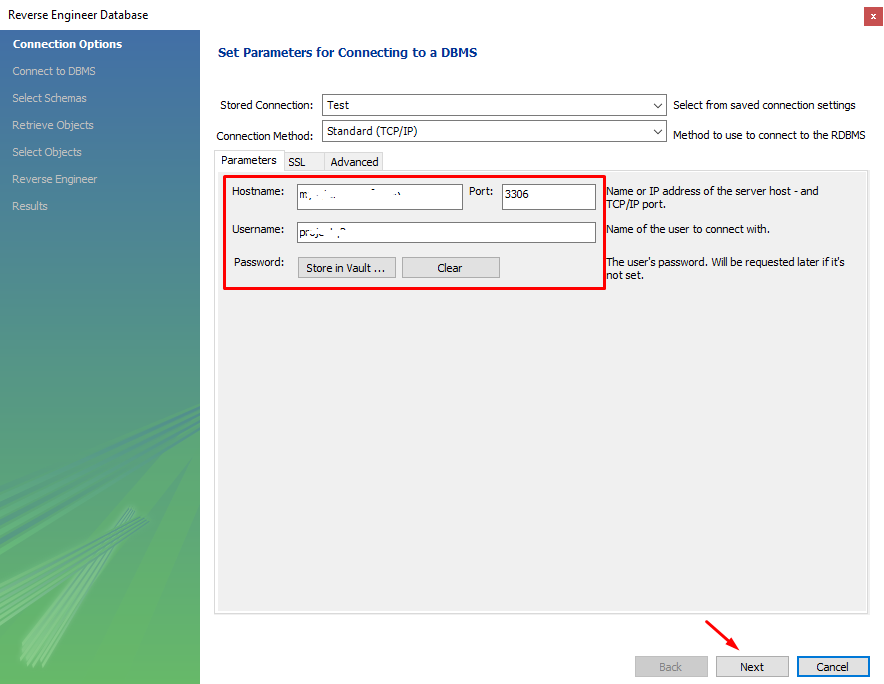 Reverse Engineer Database
x
Connection Options
Connect to DBMS
Select Schemas
Retrieve Objects
Select Objects
Reverse Engineer
Results
Set Parameters for Connecting to a DBMS
Stored Connection: Test Select from saved connection settings
Connection Method: Standard (TCP/IP) Method to use to connect to the RDBMS
Parameters SSL Advanced
Hostname: Port: 3306 Name or IP address of the server host - and
TCP/IP port.
Username: Name of the user to connect with.
Password: Store in Vault ... Clear The user's password. Will be requested later if it's
not set.
Back Next Cancel